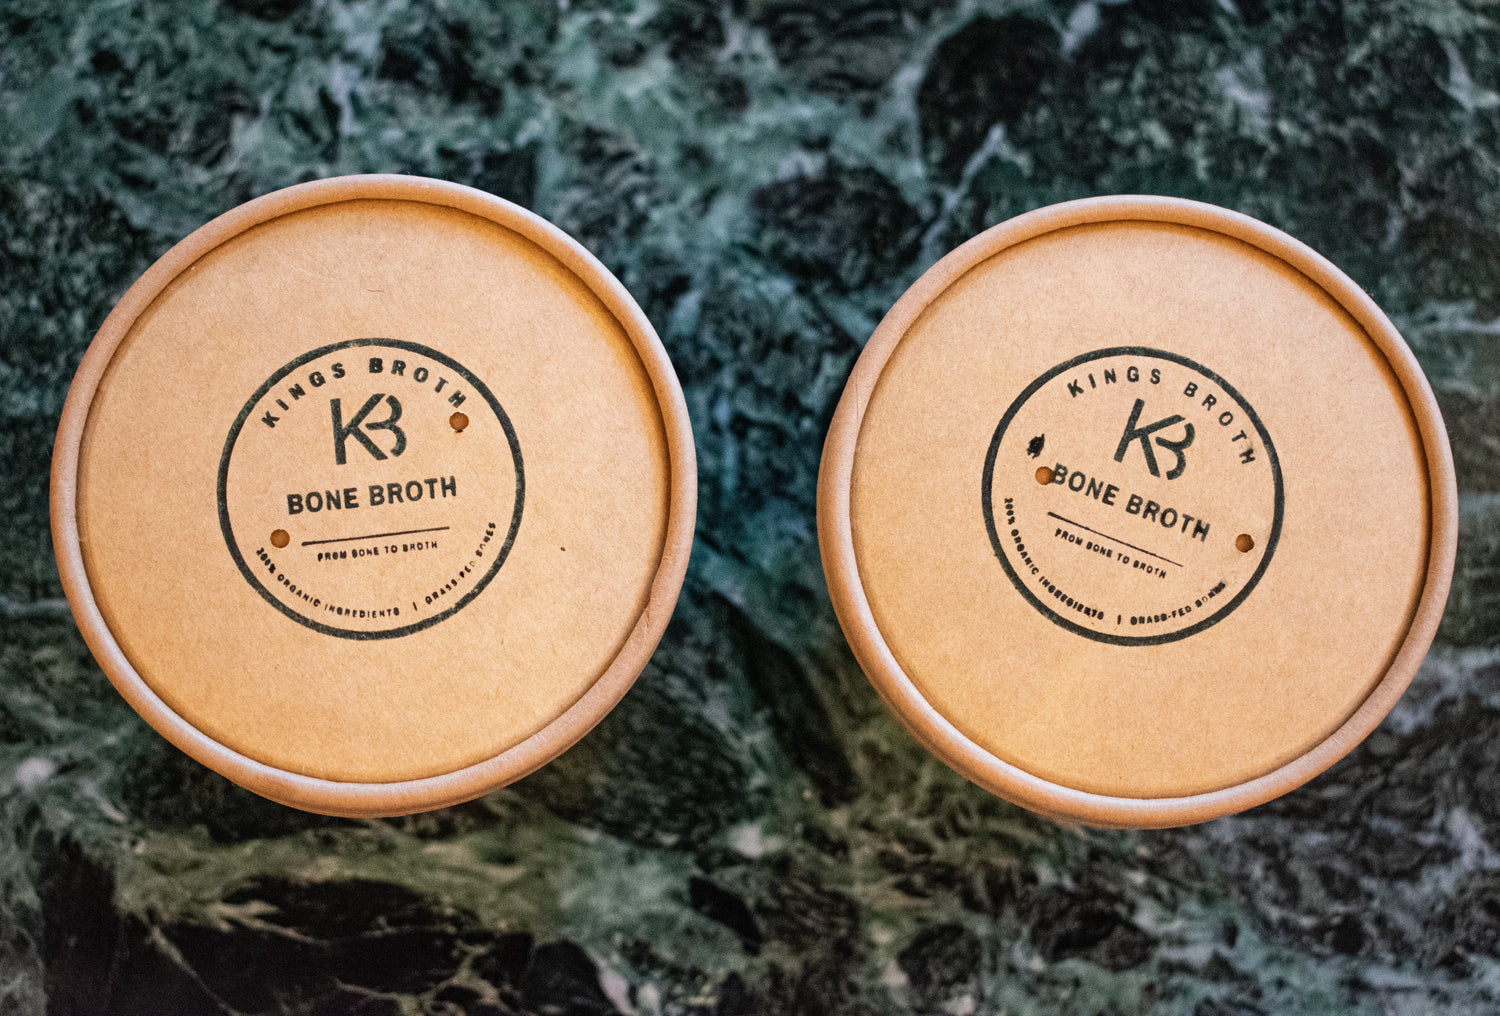 KINGS BROTH
KB
BONE BROTH
FROM BONE TO BROTH
100% ORGANIC INGREDIENTS | GRASS-FED BONES
KINGS BROTH
KB
BONE BROTH
FROM BONE TO BROTH
100% ORGANIC INGREDIENTS | GRASS-FED BONES